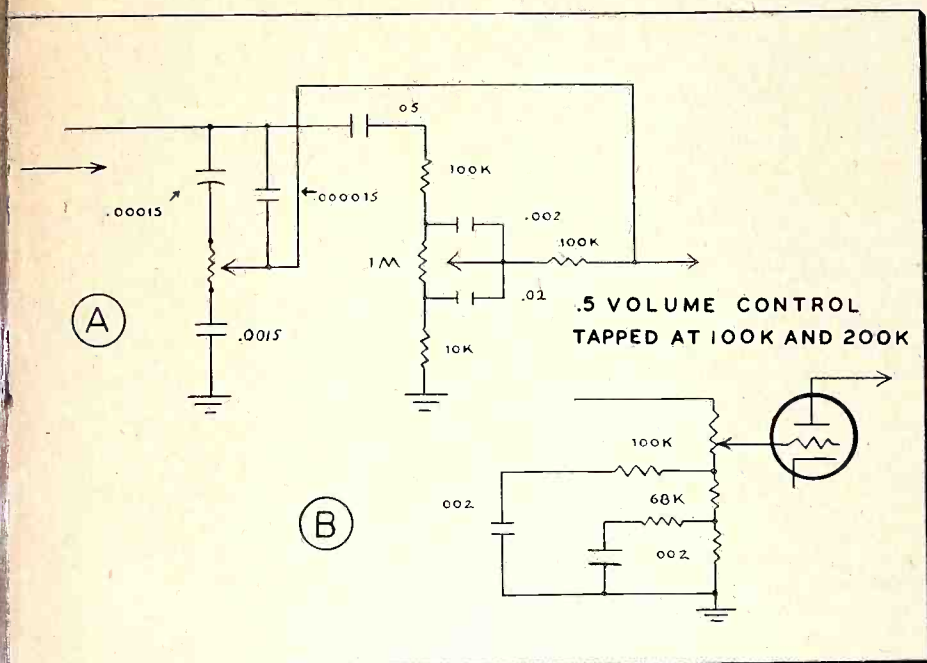 .05
100K
.00015
.000015
.002
100K
1M
.02
A
.0015
10K
.5 VOLUME CONTROL
TAPPED AT 100K AND 200K
100K
002
68K
B
002